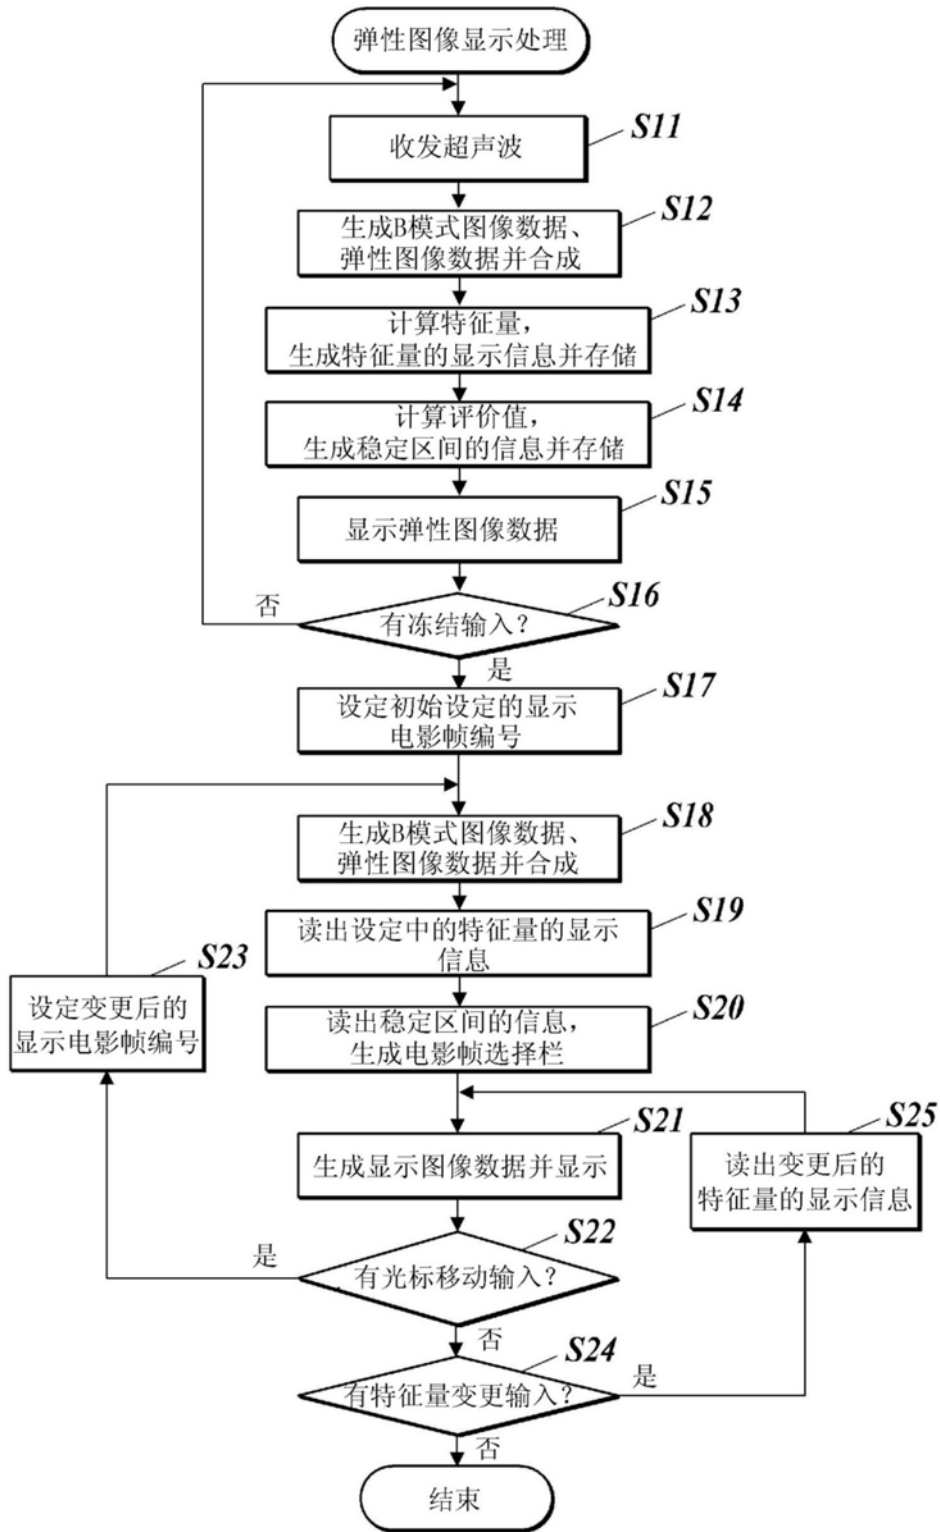 弹性图像显示处理
S11
收发超声波
S12
生成B模式图像数据、
弹性图像数据并合成
S13
计算特征量，
生成特征量的显示信息并存储
S14
计算评价值，
生成稳定区间的信息并存储
S15
显示弹性图像数据
S16
否
有冻结输入？
是
S17
设定初始设定的显示
电影帧编号
S18
生成B模式图像数据、
弹性图像数据并合成
S19
读出设定中的特征量的显示
信息
S23
设定变更后的
显示电影帧编号
S20
读出稳定区间的信息，
生成电影帧选择栏
S21
生成显示图像数据并显示
S25
读出变更后的
特征量的显示信息
S22
是
有光标移动输入？
否
S24
有特征量变更输入？
是
否
结束